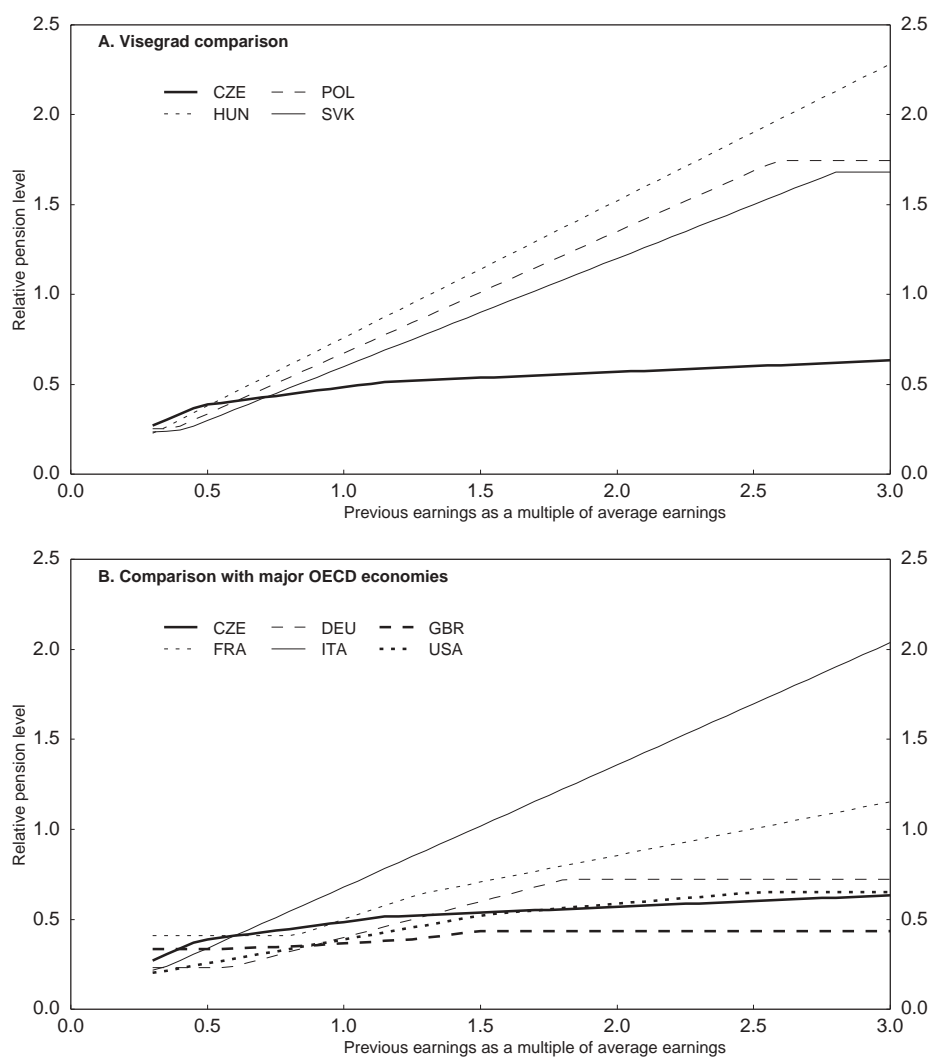 A. Visegrad comparison
CZE POL
HUN SVK
Relative pension level
2.5 2.5
2.0 2.0
1.5 1.5
1.0 1.0
0.5 0.5
0.0 0.0
0.0 0.5 1.0 1.5 2.0 2.5 3.0
Previous earnings as a multiple of average earnings
B. Comparison with major OECD economies
CZE DEU GBR
FRA ITA USA
Relative pension level
2.5 2.5
2.0 2.0
1.5 1.5
1.0 1.0
0.5 0.5
0.0 0.0
0.0 0.5 1.0 1.5 2.0 2.5 3.0
Previous earnings as a multiple of average earnings